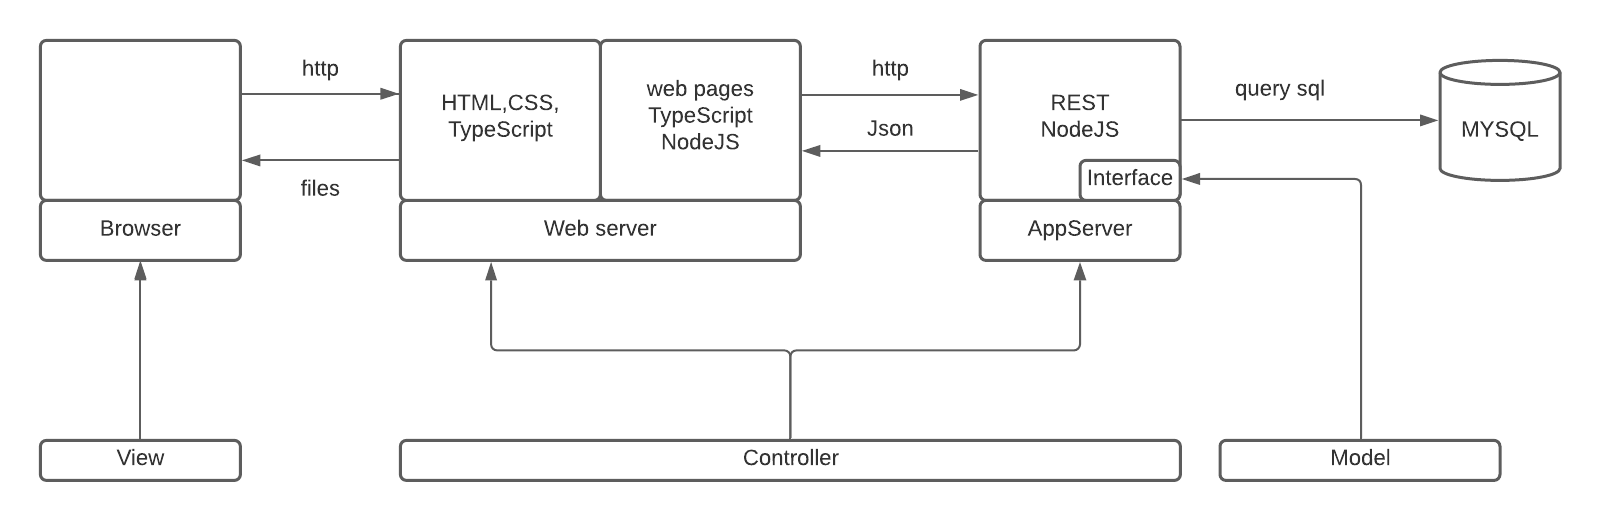 http
files
Browser
HTML,CSS,
TypeScript
web pages
TypeScript
NodeJS
Web server
http
Json
REST
NodeJS
Interface
AppServer
query sql
MYSQL
View
Controller
Model